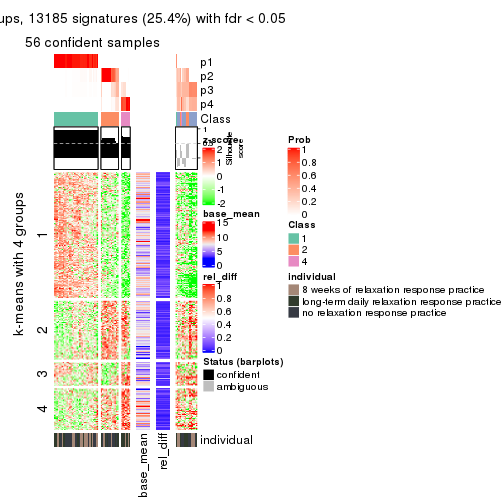 ups, 13185 signatures (25.4%) with fdr < 0.05
56 confident samples
p1
p2
p3
p4
Class
1
Silhouette
score
z-score
2
1
0
-1
-2
base_mean
15
10
5
0
rel_diff
1
0.8
0.6
0.4
0.2
0
Status (barplots)
confident
ambiguous
Prob
1
0.8
0.6
0.4
0.2
0
Class
1
2
4
individual
8 weeks of relaxation response practice
long-term daily relaxation response practice
no relaxation response practice
k-means with 4 groups
1
2
3
4
individual
base_mean
rel_diff